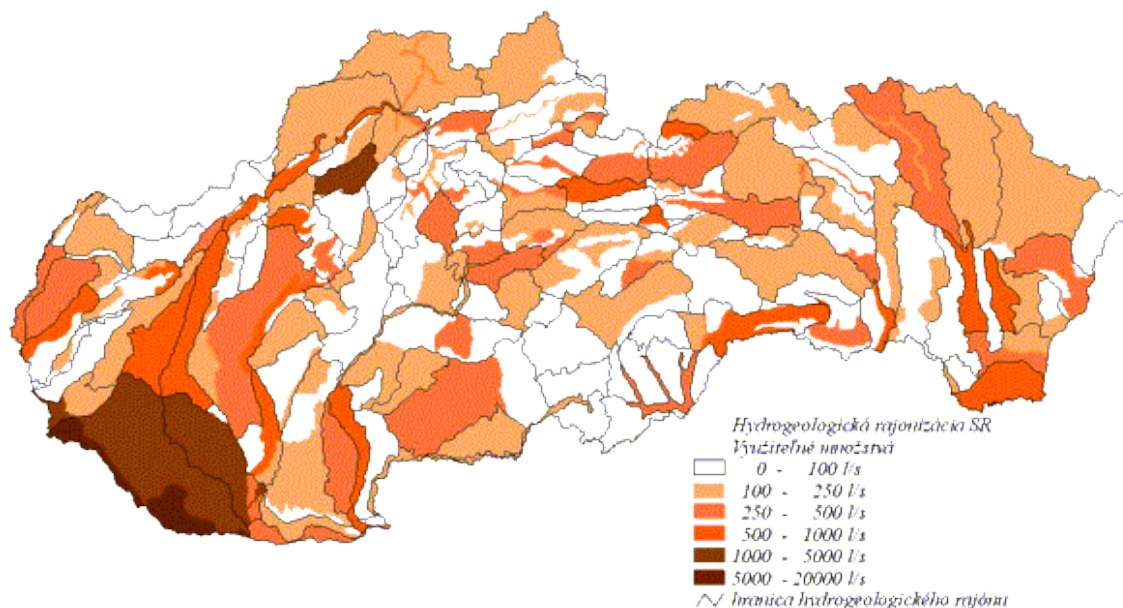 Hydrogeologická rajonizácia SR
Využiteľné množstvá
0 - 100 l/s
100 - 250 l/s
250 - 500 l/s
500 - 1000 l/s
1000 - 5000 l/s
5000 - 20000 l/s
hranica hydrogeologického rajónu